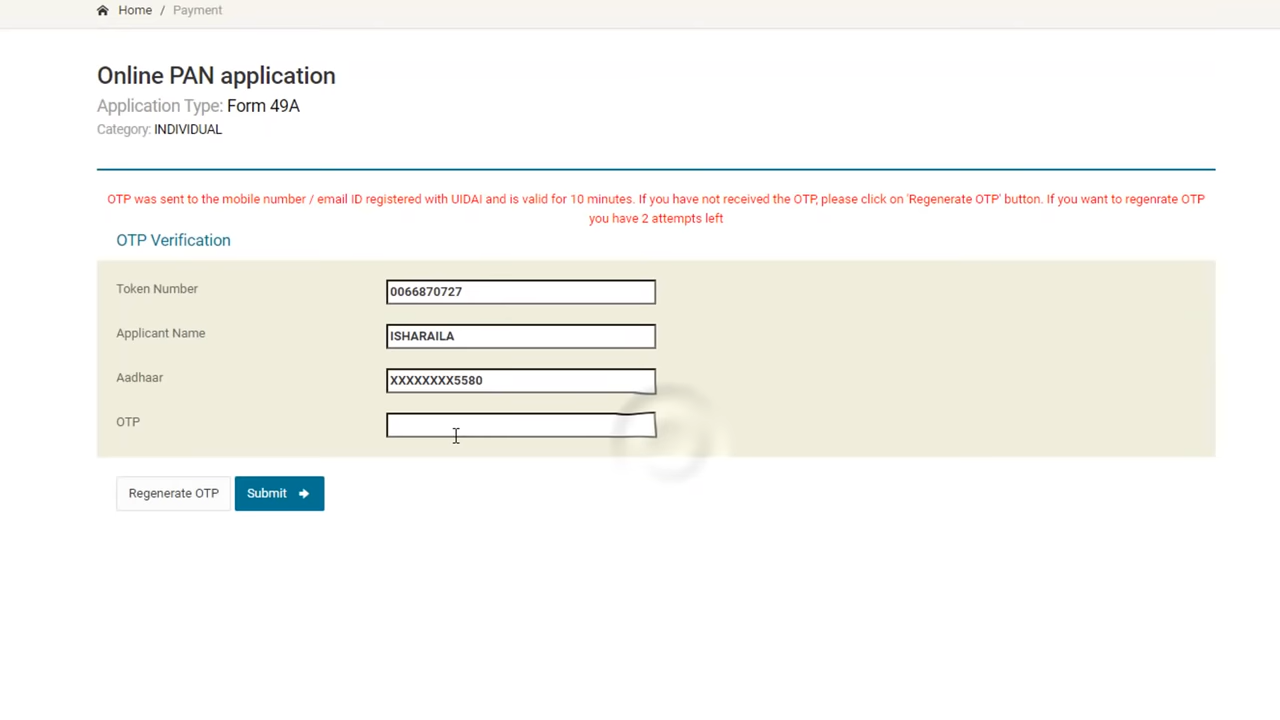 Home / Payment
Online PAN application
Application Type: Form 49A
Category: INDIVIDUAL
OTP was sent to the mobile number / email ID registered with UIDAI and is valid for 10 minutes. If you have not received the OTP, please click on 'Regenerate OTP' button. If you want to regenrate OTP
you have 2 attempts left
OTP Verification
Token Number 0066870727
Applicant Name ISHARAILA
Aadhaar XXXXXXXX5580
OTP
Regenerate OTP Submit